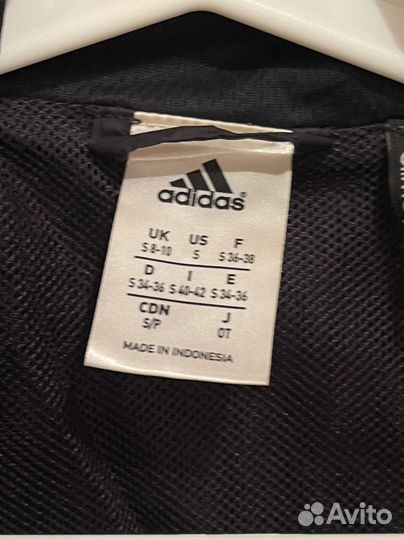 adidas
UK US F
S 8-10 S S 36-38
D I E
S 34-36 S 40-42 S 34-36
CDN J
S/P OT
MADE IN INDONESIA
Avito